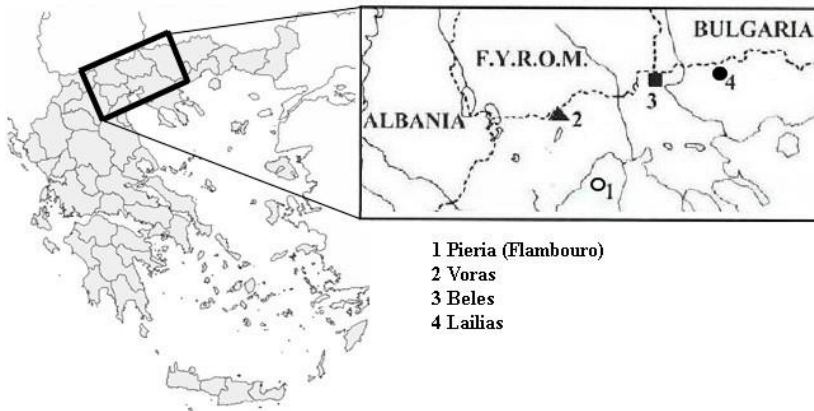 BULGARIA
F.Y.R.O.M.
4
3
ALBANIA
2
1
1 Pieria (Flambouro)
2 Voras
3 Beles
4 Lailias